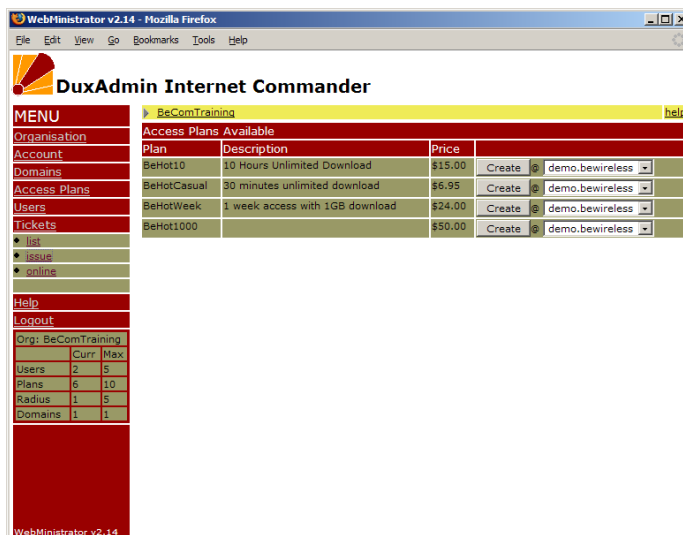 WebMinistrator v2.14 - Mozilla Firefox
File Edit View Go Bookmarks Tools Help
DuxAdmin Internet Commander
MENU
Organisation
Account
Domains
Access Plans
Users
Tickets
list
issue
online
Help
Logout
Org: BeComTraining
Curr Max
Users 2 5
Plans 6 10
Radius 1 5
Domains 1 1
WebMinistrator v2.14
BeComTraining help
Access Plans Available
Plan Description Price
BeHot10 10 Hours Unlimited Download $15.00 Create @ demo.bewireless
BeHotCasual 30 minutes unlimited download $6.95 Create @ demo.bewireless
BeHotWeek 1 week access with 1GB download $24.00 Create @ demo.bewireless
BeHot1000 $50.00 Create @ demo.bewireless